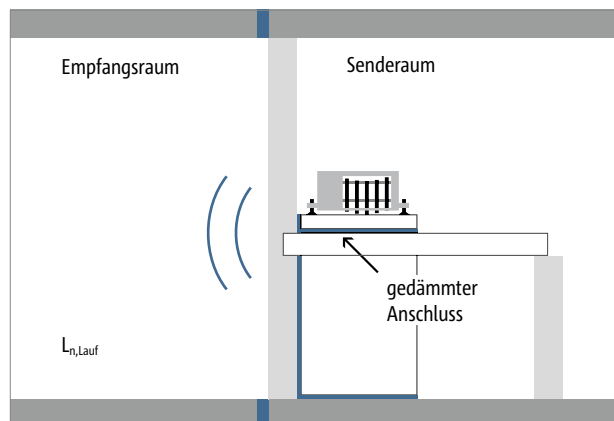 Empfangsraum
Senderaum
gedämmter
Anschluss
Ln,Lauf